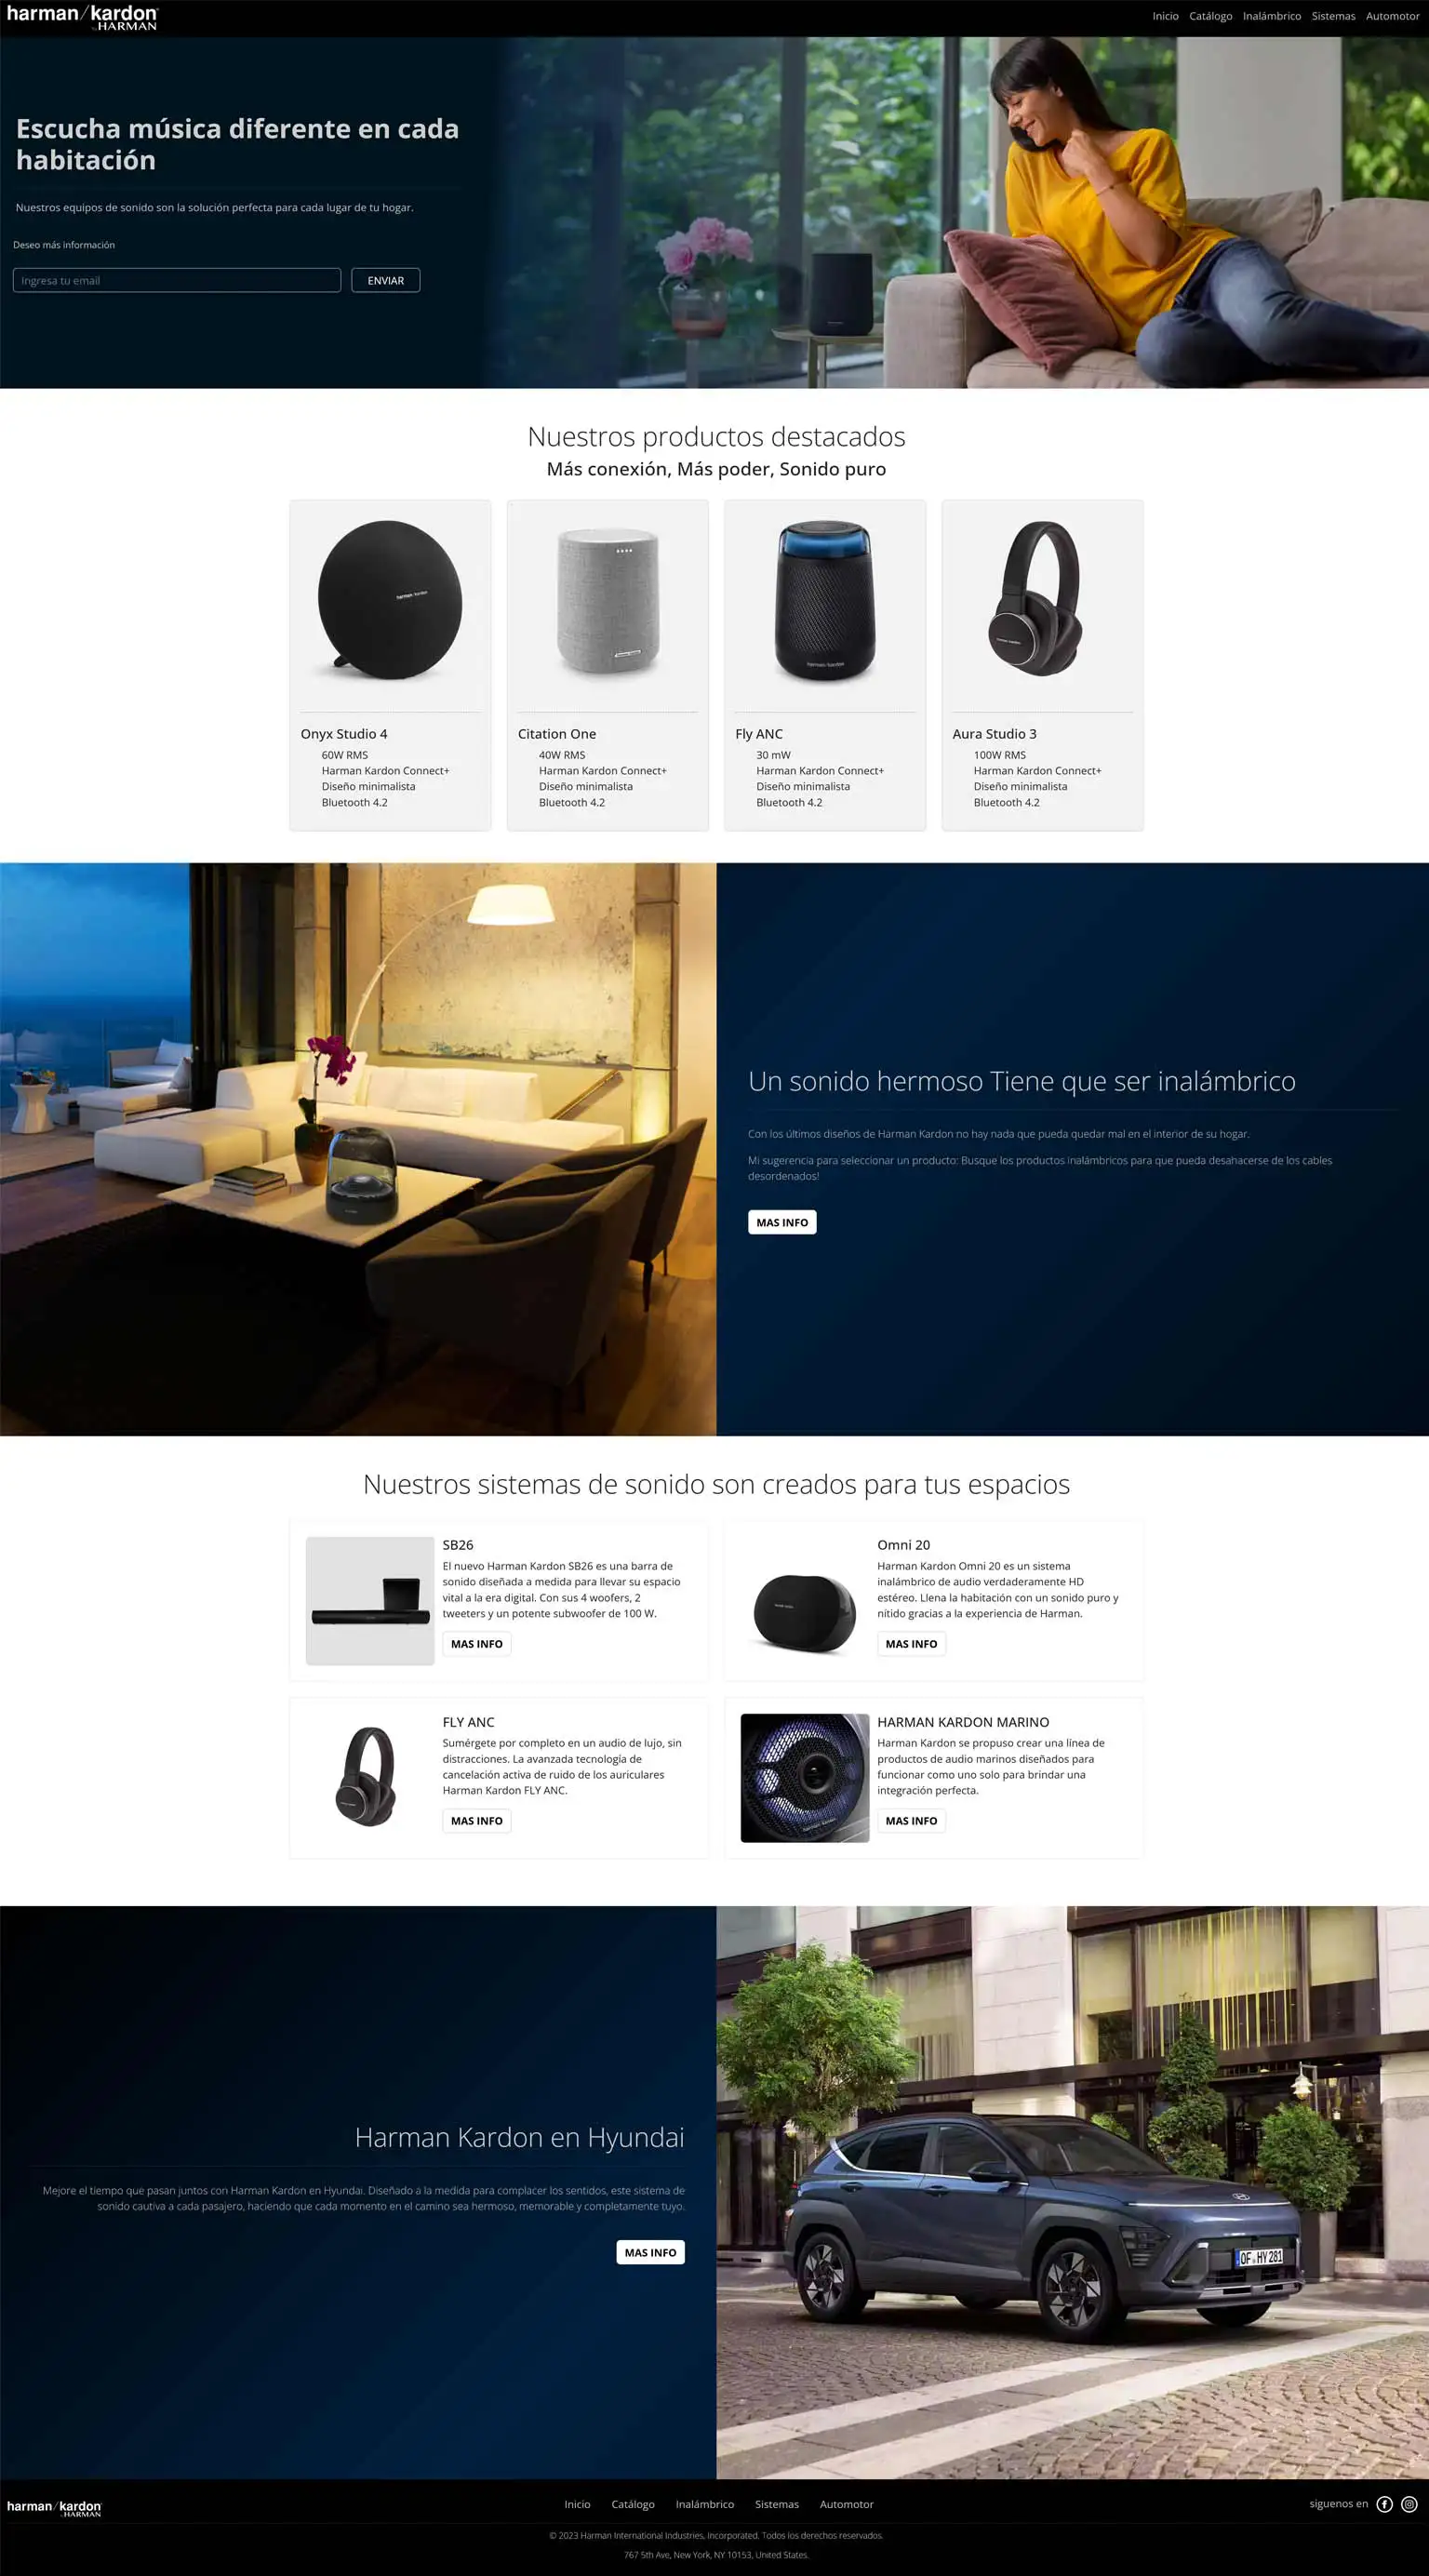 harman/kardon
by HARMAN
Inicio Catálogo Inalámbrico Sistemas Automotor
Escucha música diferente en cada
habitación
Nuestros equipos de sonido son la solución perfecta para cada lugar de tu hogar.
Deseo más información
Ingresa tu email
ENVIAR
Nuestros productos destacados
Más conexión, Más poder, Sonido puro
harman/kardon
harman/kardon
harman/kardon
Onyx Studio 4
60W RMS
Harman Kardon Connect+
Diseño minimalista
Bluetooth 4.2
Citation One
40W RMS
Harman Kardon Connect+
Diseño minimalista
Bluetooth 4.2
Fly ANC
30 mW
Harman Kardon Connect+
Diseño minimalista
Bluetooth 4.2
Aura Studio 3
100W RMS
Harman Kardon Connect+
Diseño minimalista
Bluetooth 4.2
Un sonido hermoso Tiene que ser inalámbrico
Con los últimos diseños de Harman Kardon no hay nada que pueda quedar mal en el interior de su hogar.
Mi sugerencia para seleccionar un producto: Busque los productos inalámbricos para que pueda desahacerse de los cables
desordenados!
MAS INFO
Nuestros sistemas de sonido son creados para tus espacios
SB26
El nuevo Harman Kardon SB26 es una barra de
sonido diseñada a medida para llevar su espacio
vital a la era digital. Con sus 4 woofers, 2
tweeters y un potente subwoofer de 100 W.
MAS INFO
Omni 20
Harman Kardon Omni 20 es un sistema
inalámbrico de audio verdaderamente HD
estéreo. Llena la habitación con un sonido puro y
nítido gracias a la experiencia de Harman.
MAS INFO
FLY ANC
Sumérgete por completo en un audio de lujo, sin
distracciones. La avanzada tecnología de
cancelación activa de ruido de los auriculares
Harman Kardon FLY ANC.
MAS INFO
harman/kardon
HARMAN KARDON MARINO
Harman Kardon se propuso crear una línea de
productos de audio marinos diseñados para
funcionar como uno solo para brindar una
integración perfecta.
MAS INFO
Harman Kardon en Hyundai
Mejore el tiempo que pasan juntos con Harman Kardon en Hyundai. Diseñado a la medida para complacer los sentidos, este sistema de
sonido cautiva a cada pasajero, haciendo que cada momento en el camino sea hermoso, memorable y completamente tuyo.
MAS INFO
OF HY 281
harman/kardon
by HARMAN
Inicio Catálogo Inalámbrico Sistemas Automotor
siguenos en
© 2023 Harman International Industries, Incorporated. Todos los derechos reservados.
767 5th Ave, New York, NY 10153, United States.